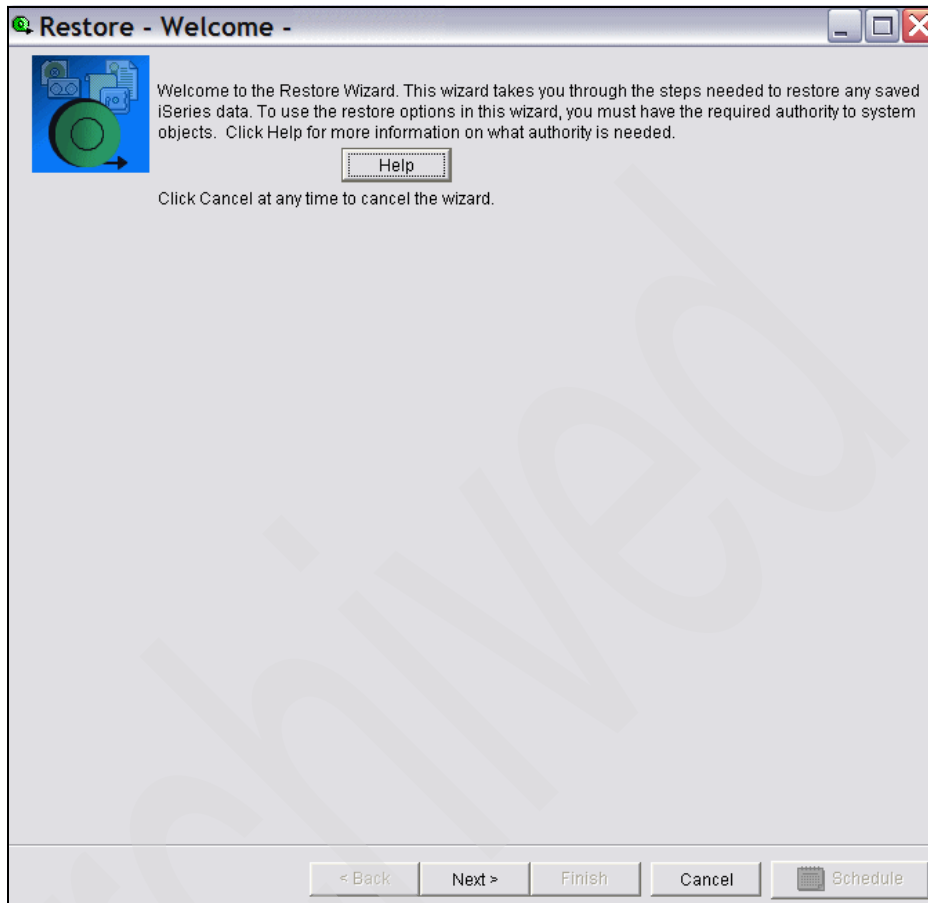 Restore - Welcome -
Welcome to the Restore Wizard. This wizard takes you through the steps needed to restore any saved
iSeries data. To use the restore options in this wizard, you must have the required authority to system
objects. Click Help for more information on what authority is needed.
Help
Click Cancel at any time to cancel the wizard.
< Back
Next >
Finish
Cancel
Schedule
chived